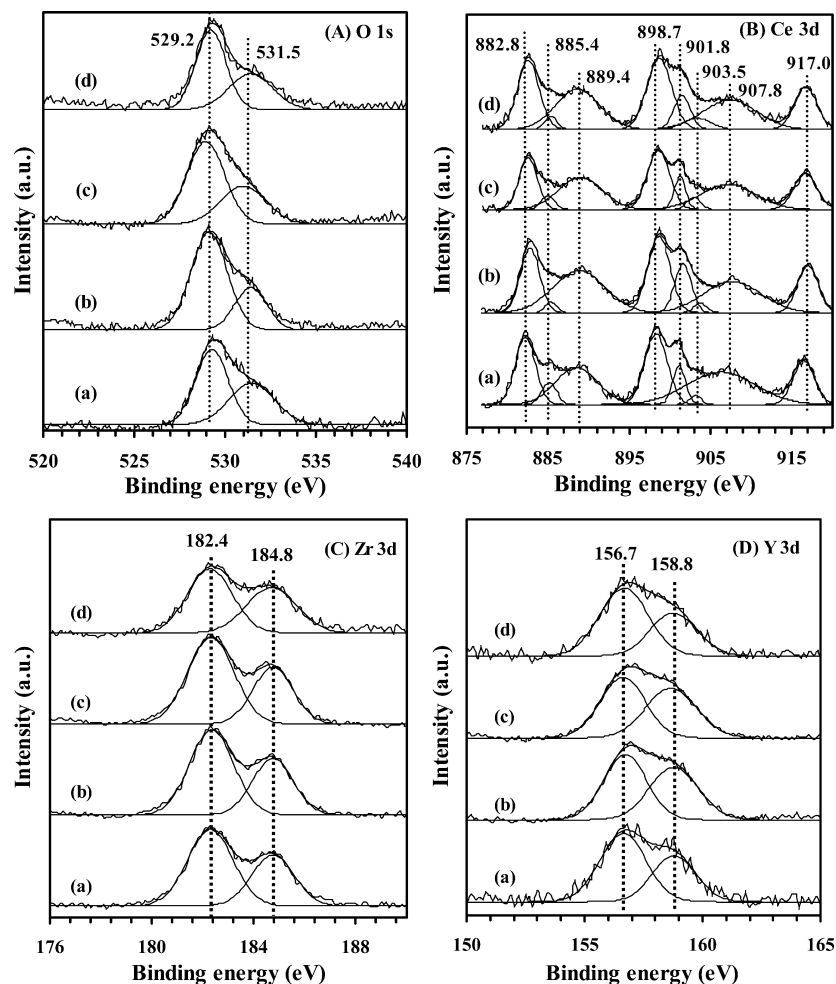 (A) O 1s
529.2
531.5
(d)
(c)
(b)
(a)
Intensity (a.u.)
520 525 530 535 540
Binding energy (eV)
(B) Ce 3d
882.8 885.4 889.4 898.7 901.8 903.5 907.8 917.0
(d)
(c)
(b)
(a)
Intensity (a.u.)
875 885 895 905 915
Binding energy (eV)
(C) Zr 3d
182.4 184.8
(d)
(c)
(b)
(a)
Intensity (a.u.)
176 180 184 188
Binding energy (eV)
(D) Y 3d
156.7 158.8
(d)
(c)
(b)
(a)
Intensity (a.u.)
150 155 160 165
Binding energy (eV)